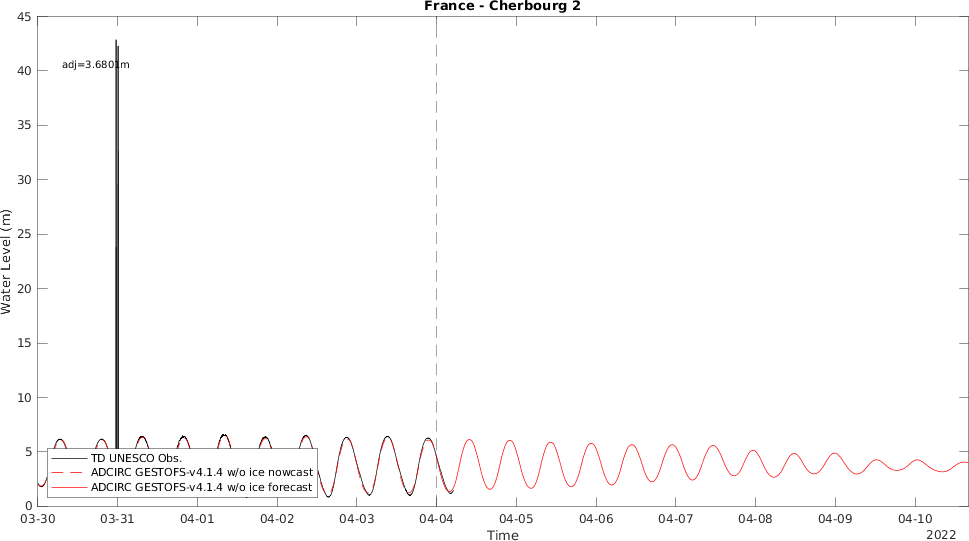 France - Cherbourg 2
45
40
35
30
25
20
15
10
5
0
Water Level (m)
adj=3.6801m
TD UNESCO Obs.
ADCIRC GESTOFS-v4.1.4 w/o ice nowcast
ADCIRC GESTOFS-v4.1.4 w/o ice forecast
03-30 03-31 04-01 04-02 04-03 04-04 04-05 04-06 04-07 04-08 04-09 04-10
Time
2022